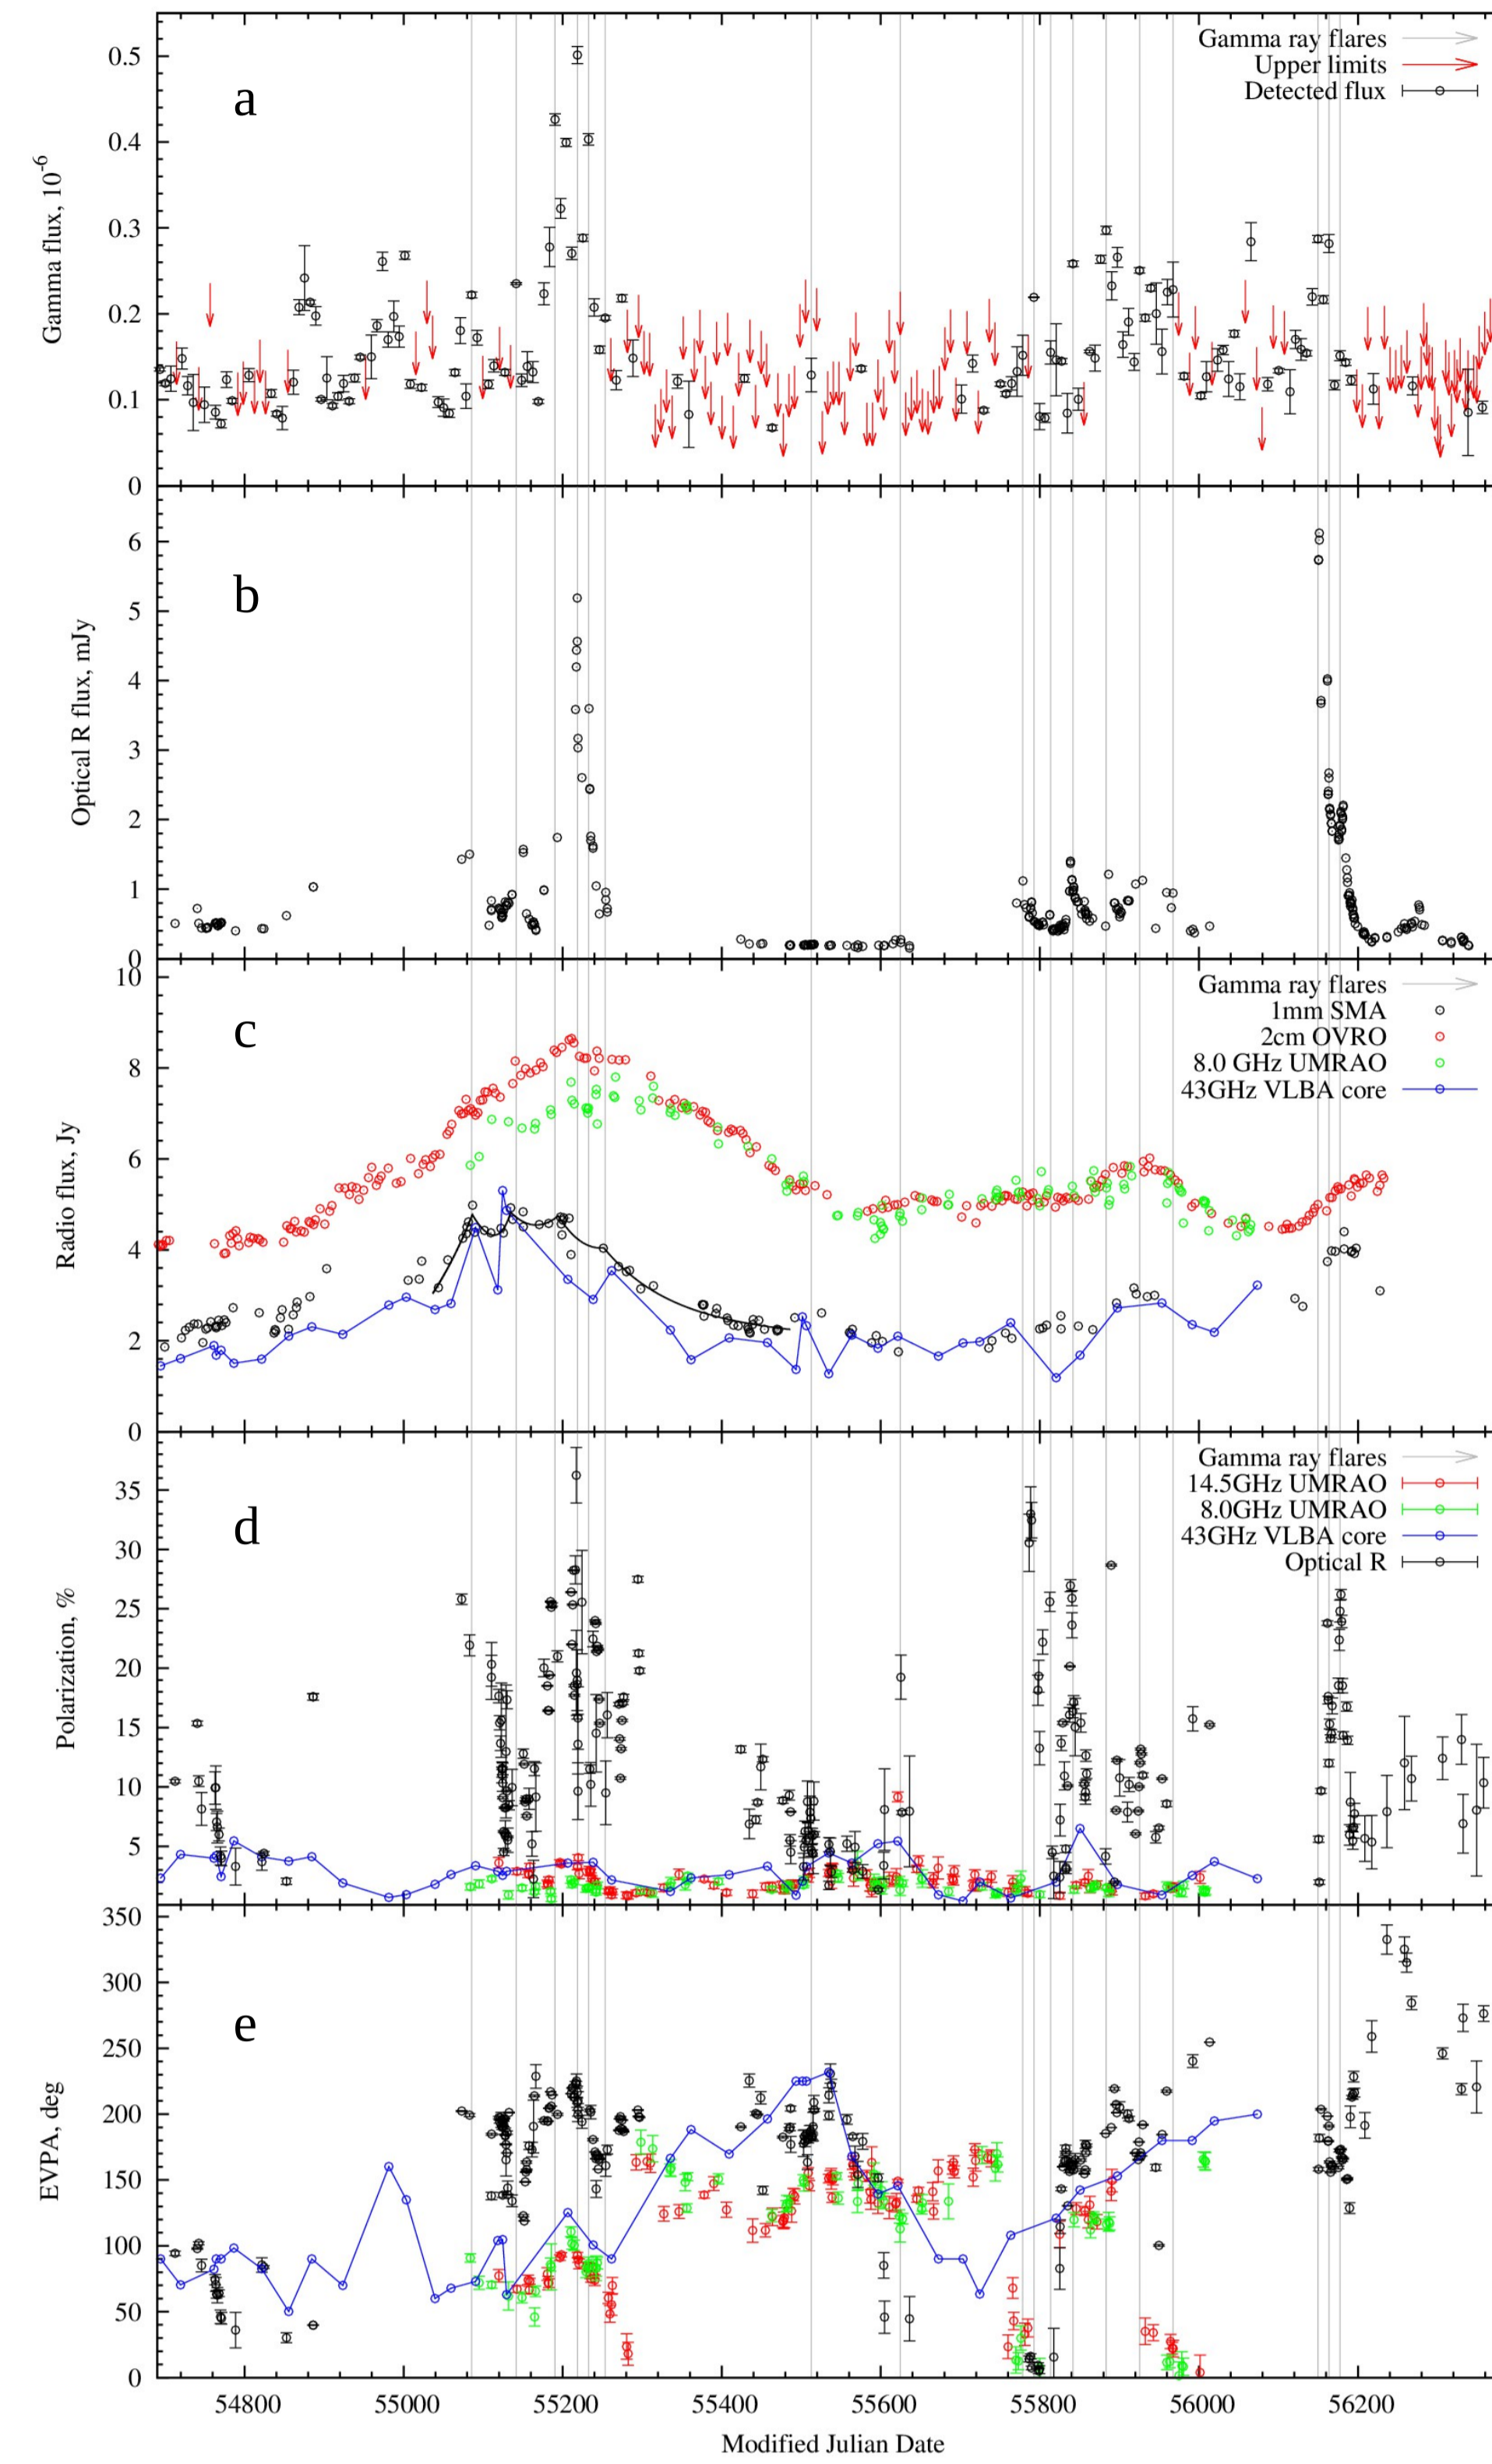 a
Gamma ray flares
Upper limits
Detected flux
Gamma flux, 10-6
0.5
0.4
0.3
0.2
0.1
0
b
Optical R flux, mJy
6
5
4
3
2
1
0
c
Gamma ray flares
1mm SMA
2cm OVRO
8.0 GHz UMRAO
43GHz VLBA core
Radio flux, Jy
10
8
6
4
2
0
d
Gamma ray flares
14.5GHz UMRAO
8.0GHz UMRAO
43GHz VLBA core
Optical R
Polarization, %
35
30
25
20
15
10
5
e
EVPA, deg
350
300
250
200
150
100
50
0
54800 55000 55200 55400 55600 55800 56000 56200
Modified Julian Date